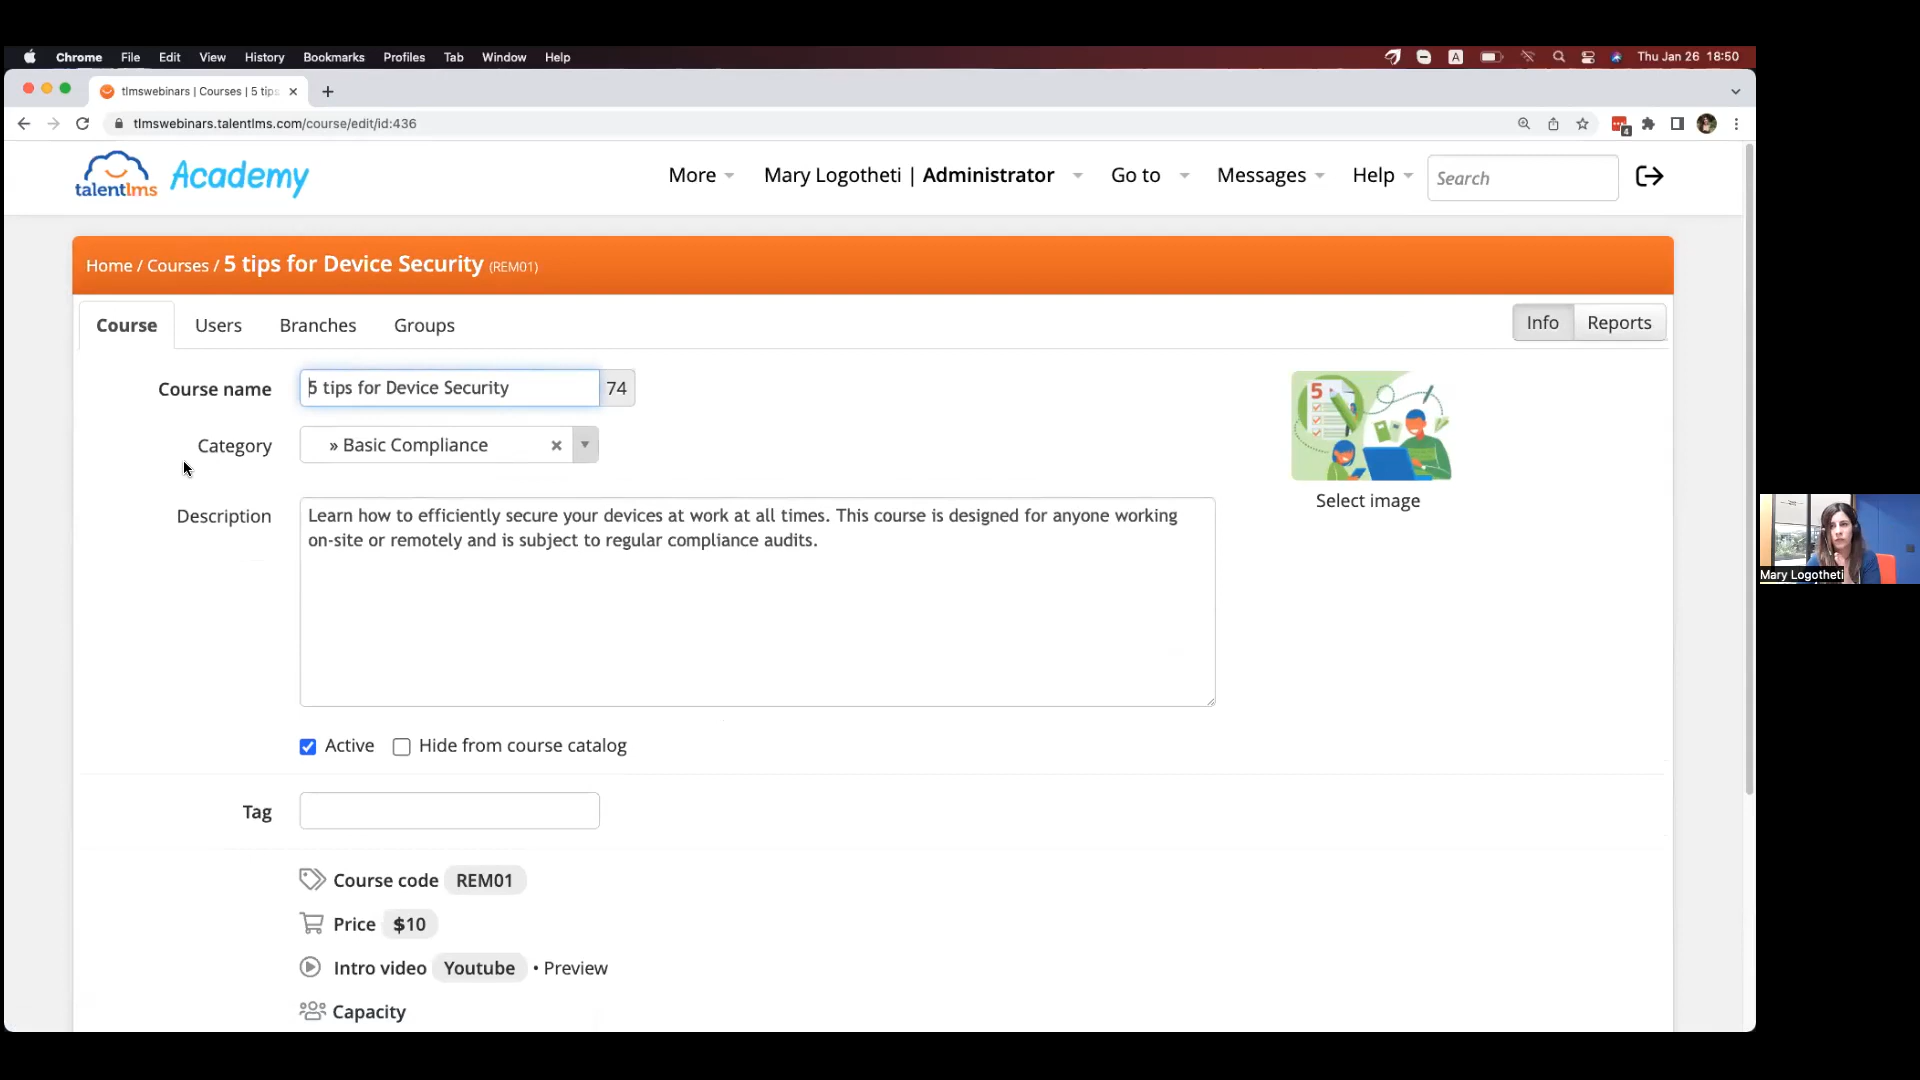 Chrome File Edit View History Bookmarks Profiles Tab Window Help
A
Thu Jan 26 18:50
tlmswebinars | Courses | 5 tips
tlmswebinars.talentlms.com/course/edit/id:436
4
talentlms Academy
More
Mary Logotheti | Administrator
Go to
Messages
Help
Search
Home / Courses / 5 tips for Device Security (REM01)
Course Users Branches Groups
Info Reports
Course name 5 tips for Device Security 74
5
Category » Basic Compliance
Select image
Description Learn how to efficiently secure your devices at work at all times. This course is designed for anyone working
on-site or remotely and is subject to regular compliance audits.
Mary Logotheti
Active Hide from course catalog
Tag
Course code REM01
Price $10
Intro video Youtube • Preview
Capacity